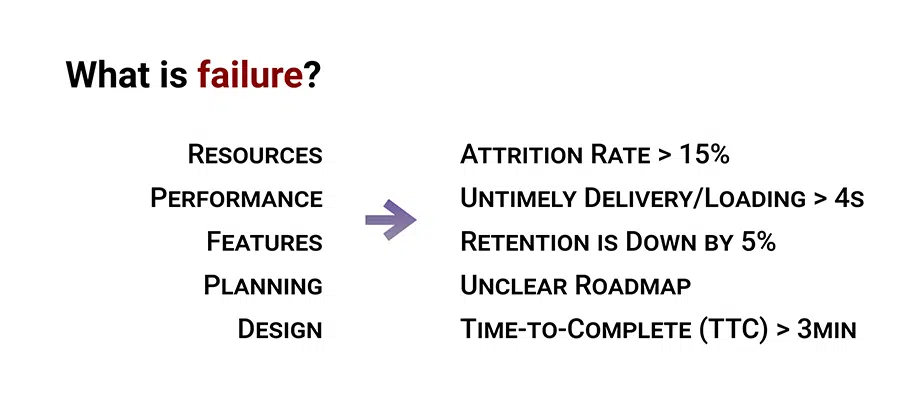 What is failure?
Resources
Attrition Rate > 15%
Performance
Untimely Delivery/Loading > 4s
Features
Retention is Down by 5%
Planning
Unclear Roadmap
Design
Time-to-Complete (TTC) > 3min